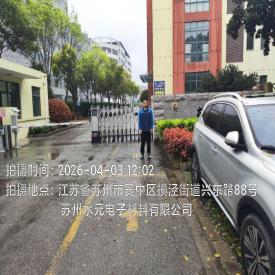 拍摄时间: 2026-04-03 12:02
拍摄地点: 江苏省苏州市吴中区横泾街道兴东路88号
苏州水元电子材料有限公司